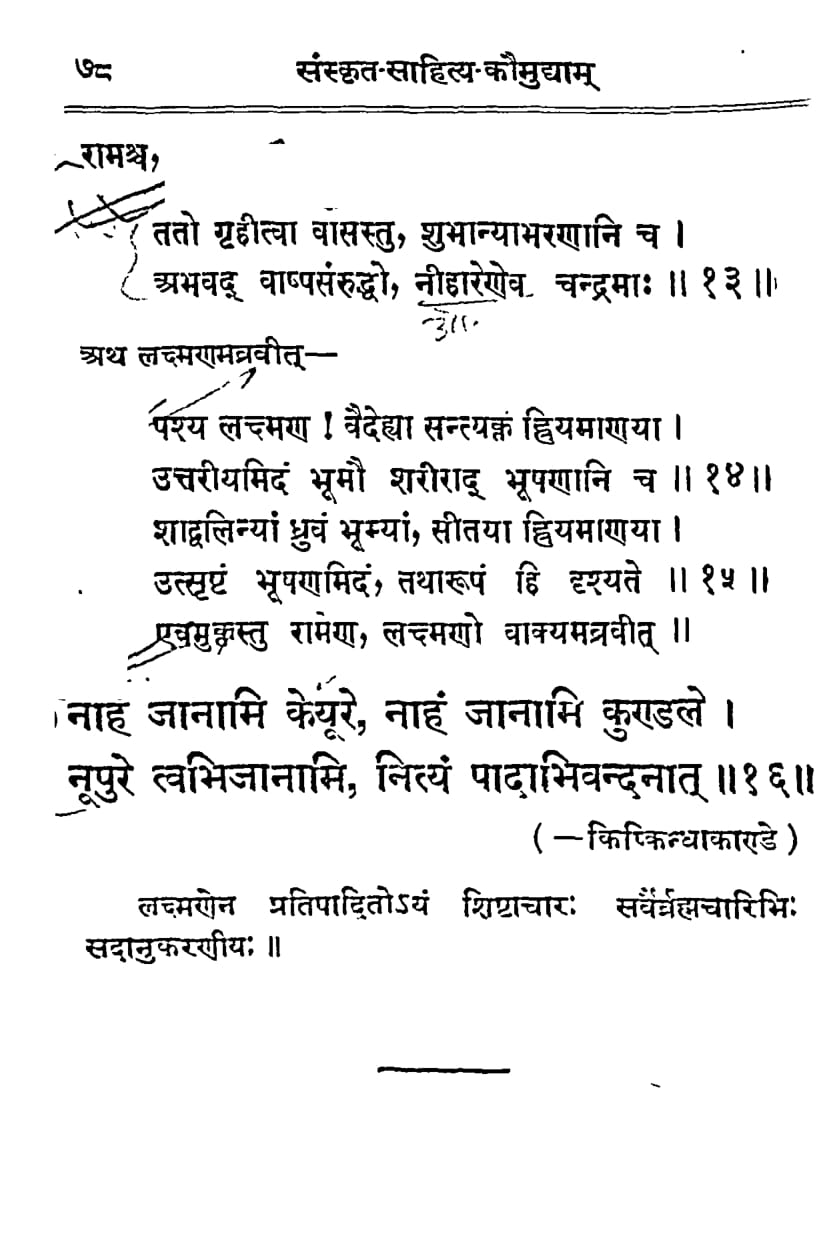 ७८ संस्कृत-साहित्य-कौमुद्याम्
रामश्च,
ततो गृहीत्वा वासस्तु, शुभान्याभरणानि च ।
अभवद् वाष्पसंरुद्धो, नीहारेणेव चन्द्रमाः ॥ १३ ॥
अथ लक्ष्मणमब्रवीत्—
पश्य लक्ष्मण ! वैदेह्या सन्त्यक्तं ह्रियमाणया ।
उत्तरीयमिदं भूमौ शरीराद् भूषणानि च ॥ १४ ॥
शाद्वलिन्यां ध्रुवं भूम्यां, सीतया ह्रियमाणया ।
उत्सृष्टं भूषणमिदं, तथारूपं हि दृश्यते ॥ १५ ॥
एवमुक्तस्तु रामेण, लक्ष्मणो वाक्यमब्रवीत् ॥
नाहं जानामि केयूरे, नाहं जानामि कुण्डले ।
नूपुरे त्वभिजानामि, नित्यं पादाभिवन्दनात् ॥१६॥
(—किष्किन्धाकाण्डे)
लक्ष्मणेन प्रतिपादितोऽयं शिष्टाचारः सर्वैर्ब्रह्मचारिभिः
सदानुकरणीयः ॥